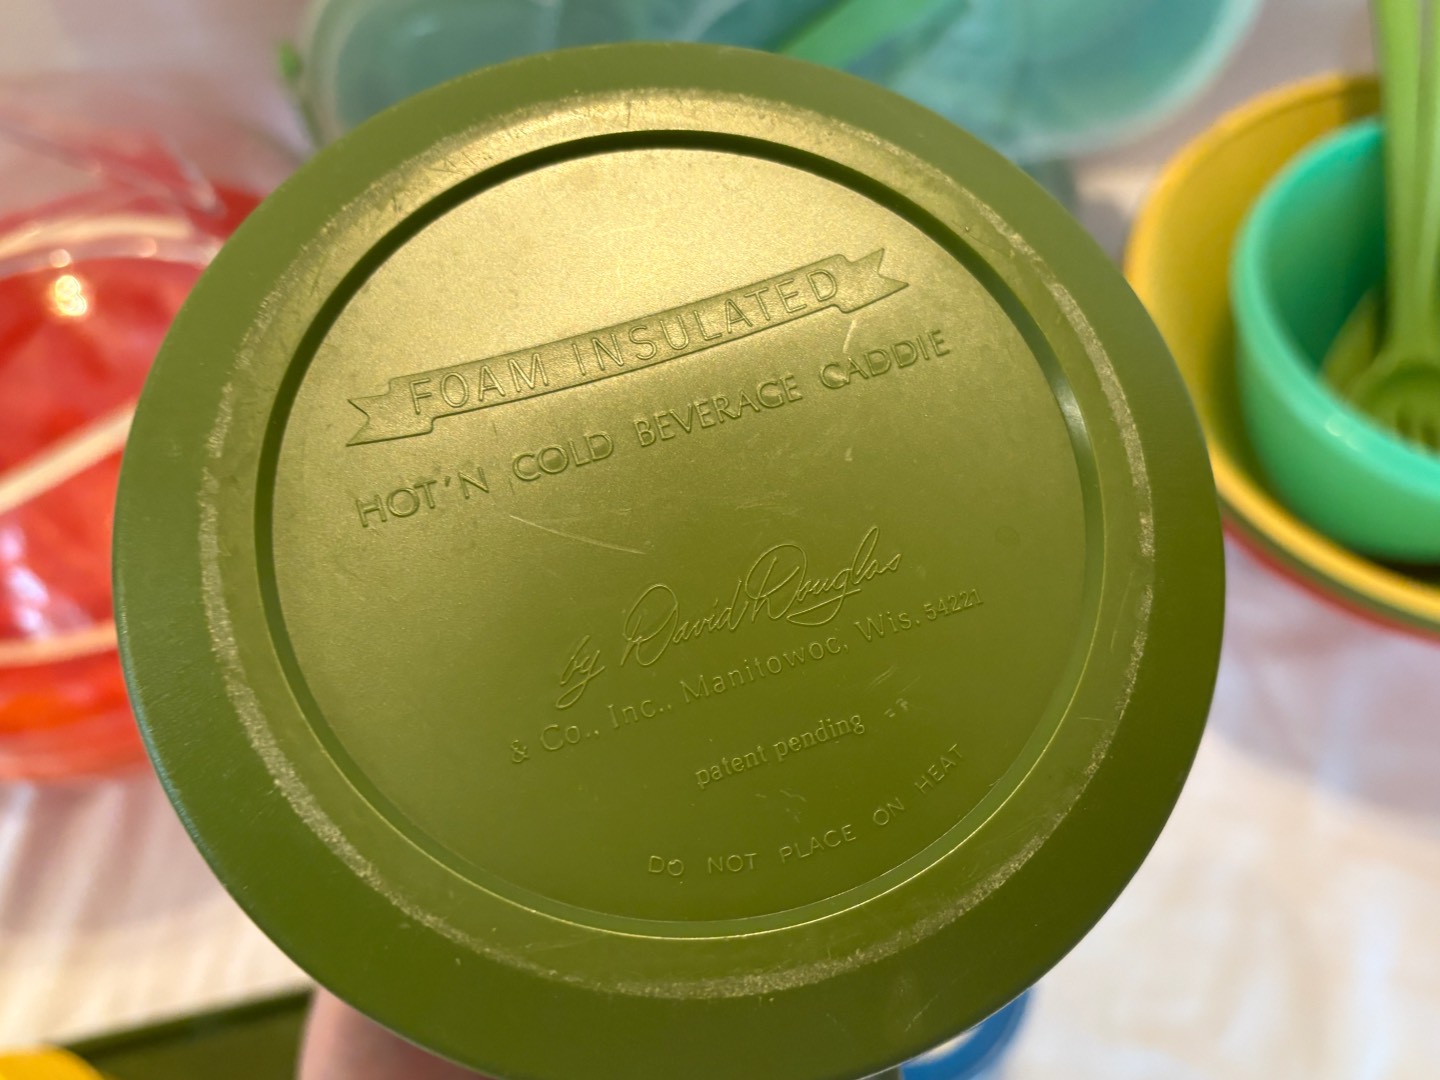 FOAM INSULATED
HOT'N COLD BEVERAGE CADDIE
by David Douglas
& Co., Inc., Manitowoc, Wis. 54221
patent pending
DO NOT PLACE ON HEAT